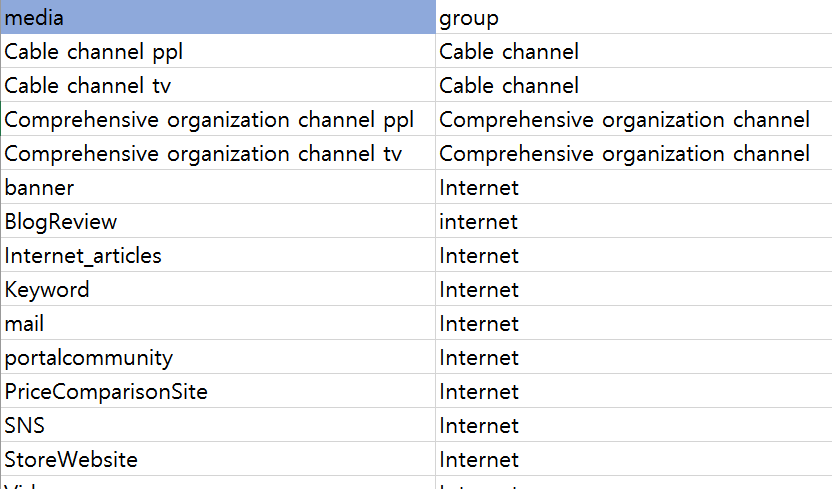 media group
Cable channel ppl Cable channel
Cable channel tv Cable channel
Comprehensive organization channel ppl Comprehensive organization channel
Comprehensive organization channel tv Comprehensive organization channel
banner Internet
BlogReview internet
Internet_articles Internet
Keyword Internet
mail Internet
portalcommunity Internet
PriceComparisonSite Internet
SNS Internet
StoreWebsite Internet